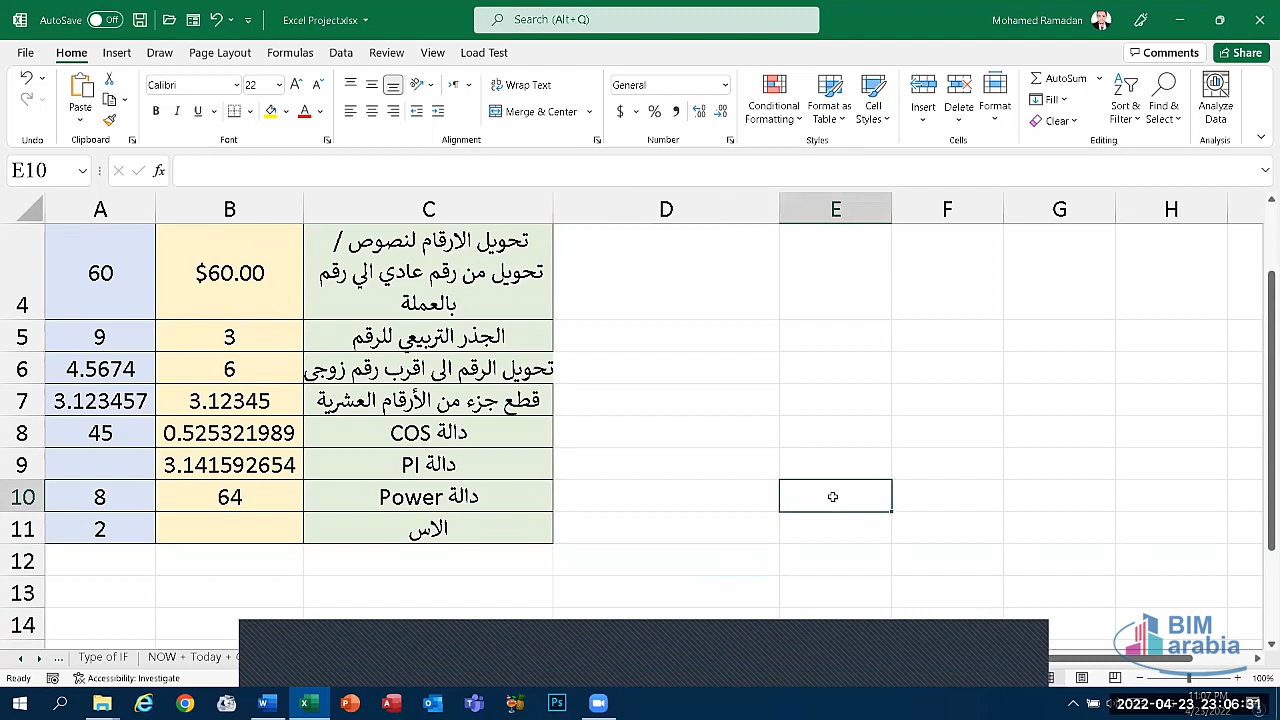 AutoSave Off Excel Project.xlsx Search (Alt+Q) Mohamed Ramadan
File Home Insert Draw Page Layout Formulas Data Review View Load Test Comments Share
Calibri 22 Wrap Text General AutoSum
Paste Merge & Center Conditional Formatting Format as Table Cell Styles Insert Delete Format Fill Clear Sort & Filter Find & Select Analyze Data
Undo Clipboard Font Alignment Number Styles Cells Editing Analysis
E10 fx
A B C D E F G H
تحويل الارقام لنصوص /
4 60 $60.00 تحويل من رقم عادي الي رقم
بالعملة
5 9 3 الجذر التربيعي للرقم
6 4.5674 6 تحويل الرقم الى اقرب رقم زوجى
7 3.123457 3.12345 قطع جزء من الأرقام العشرية
8 45 0.525321989 دالة COS
9 3.141592654 دالة PI
10 8 64 دالة Power
11 2 الاس
12
13
14
BIM
arabia
... Type of IF NOW + Today +
Ready Accessibility: Investigate 100%
11:07 PM
2022-04-23 23:06:31